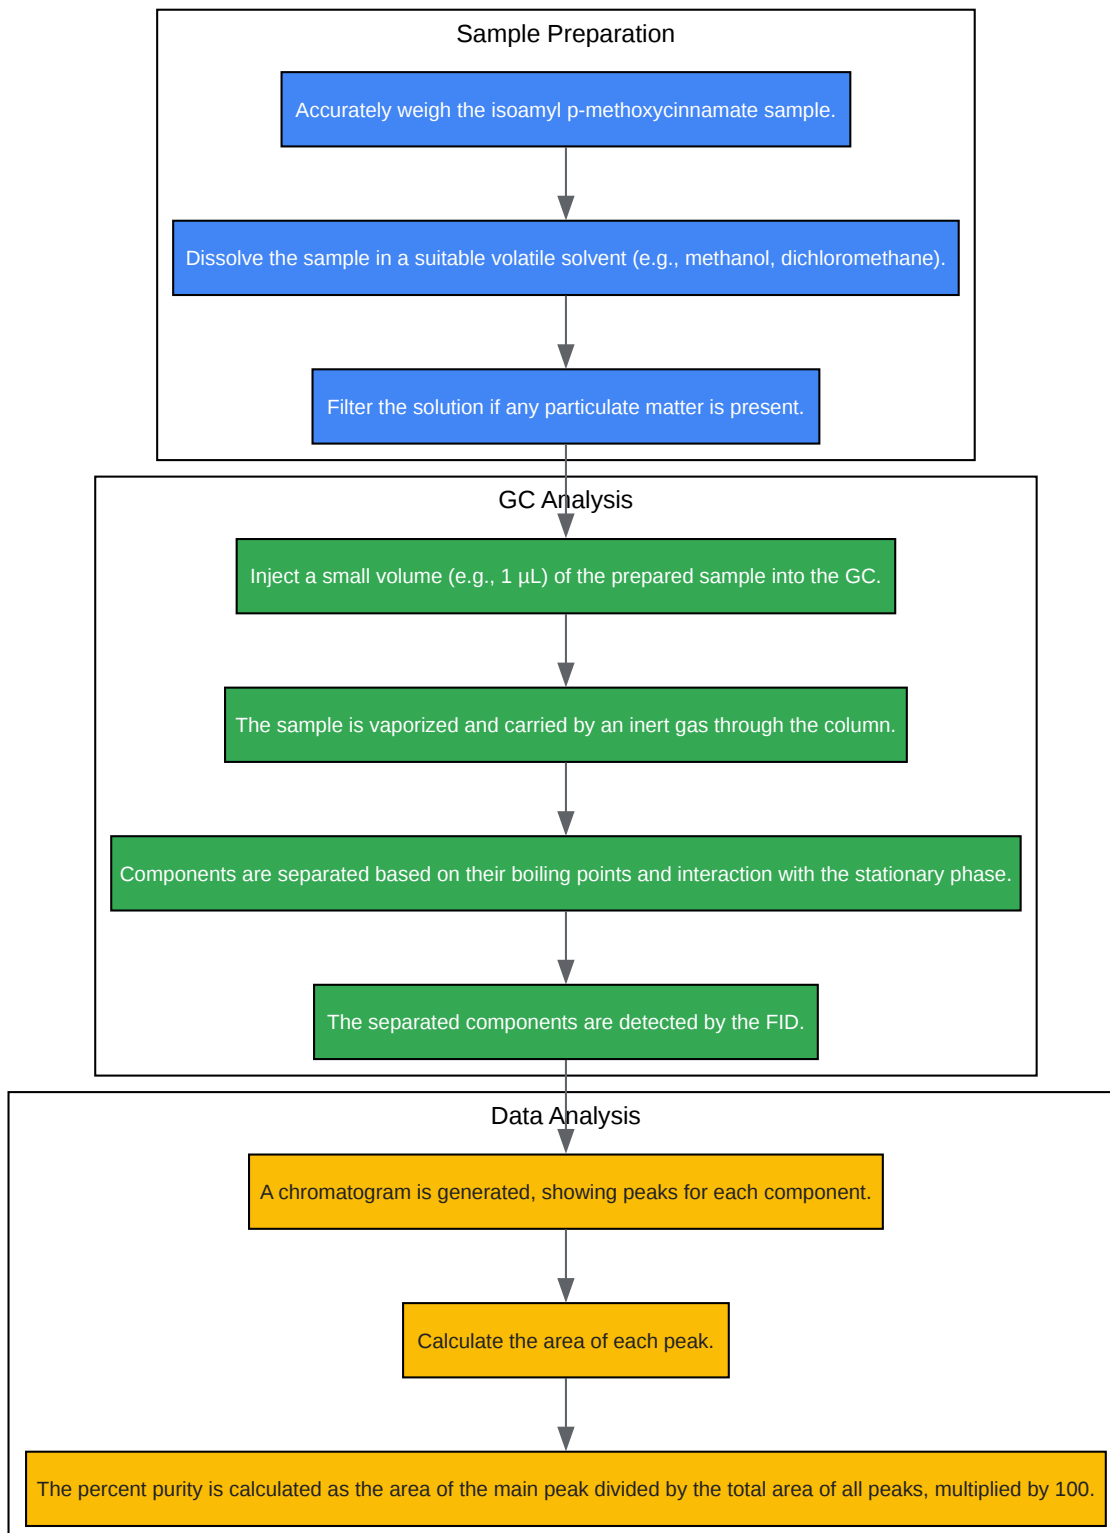 Sample Preparation
Accurately weigh the isoamyl p-methoxycinnamate sample.
Dissolve the sample in a suitable volatile solvent (e.g., methanol, dichloromethane).
Filter the solution if any particulate matter is present.
GC Analysis
Inject a small volume (e.g., 1 µL) of the prepared sample into the GC.
The sample is vaporized and carried by an inert gas through the column.
Components are separated based on their boiling points and interaction with the stationary phase.
The separated components are detected by the FID.
Data Analysis
A chromatogram is generated, showing peaks for each component.
Calculate the area of each peak.
The percent purity is calculated as the area of the main peak divided by the total area of all peaks, multiplied by 100.